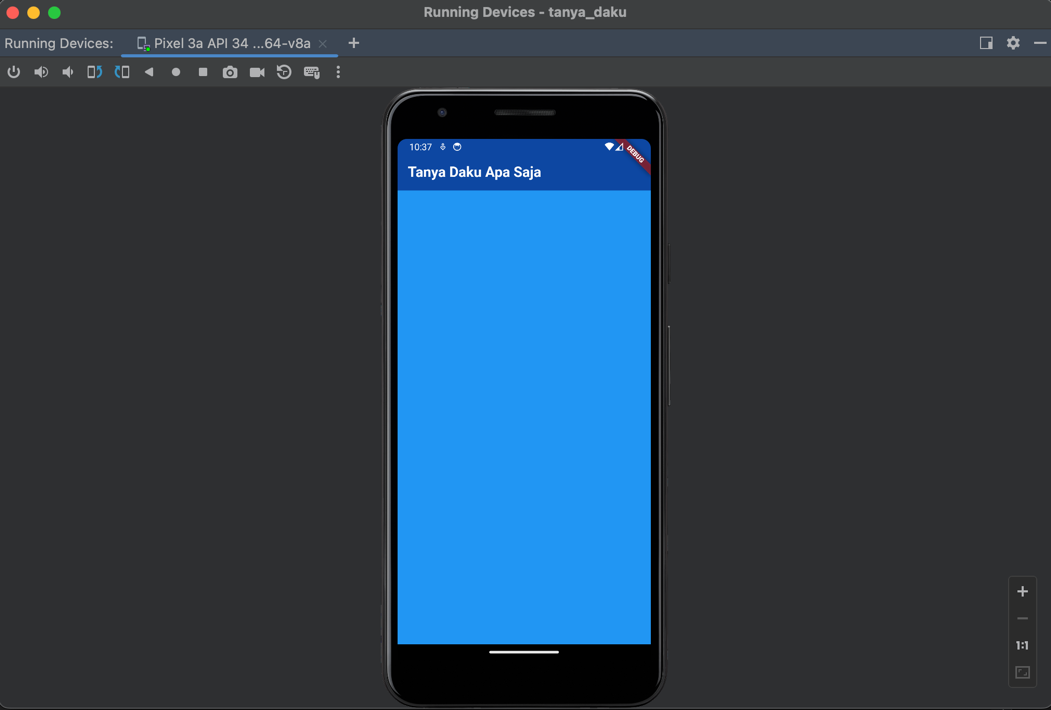 Running Devices - tanya_daku
Running Devices: Pixel 3a API 34 ...64-v8a
10:37
DEBUG
Tanya Daku Apa Saja
1:1